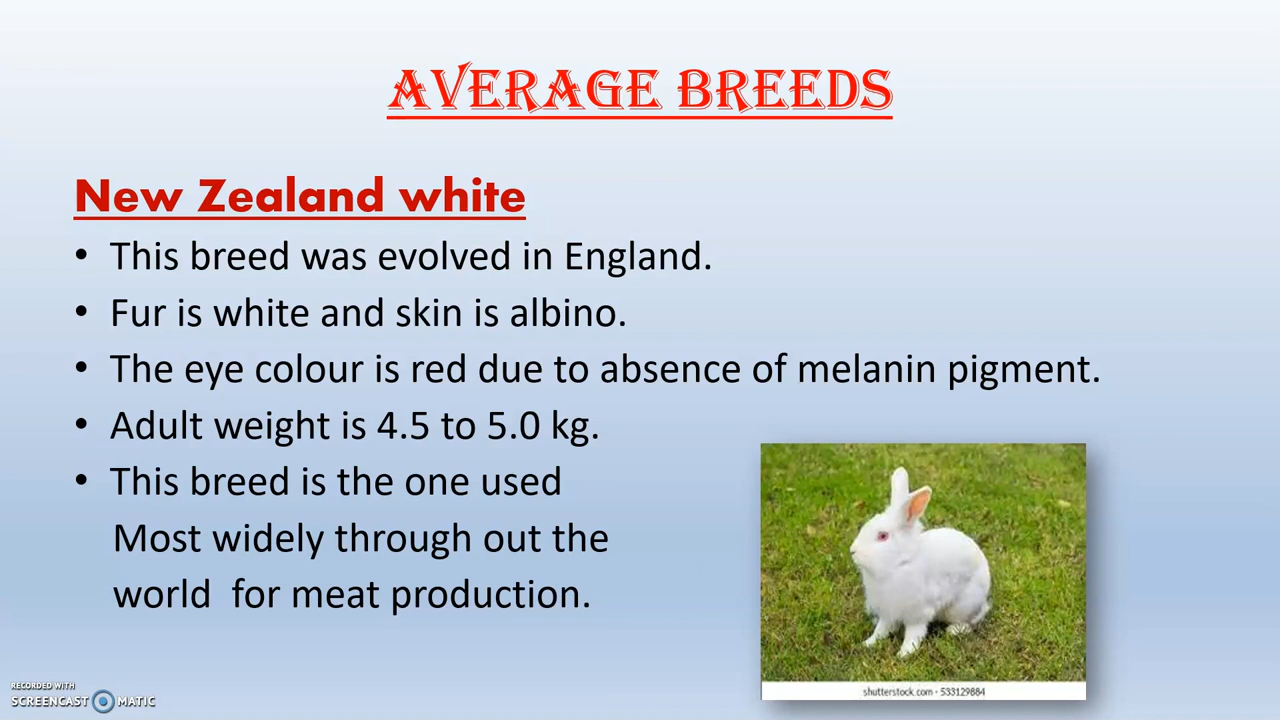 AVERAGE BREEDS
New Zealand white
• This breed was evolved in England.
• Fur is white and skin is albino.
• The eye colour is red due to absence of melanin pigment.
• Adult weight is 4.5 to 5.0 kg.
• This breed is the one used
Most widely through out the
world for meat production.
shutterstock.com • 533129884
RECORDED WITH
SCREENCAST MATIC